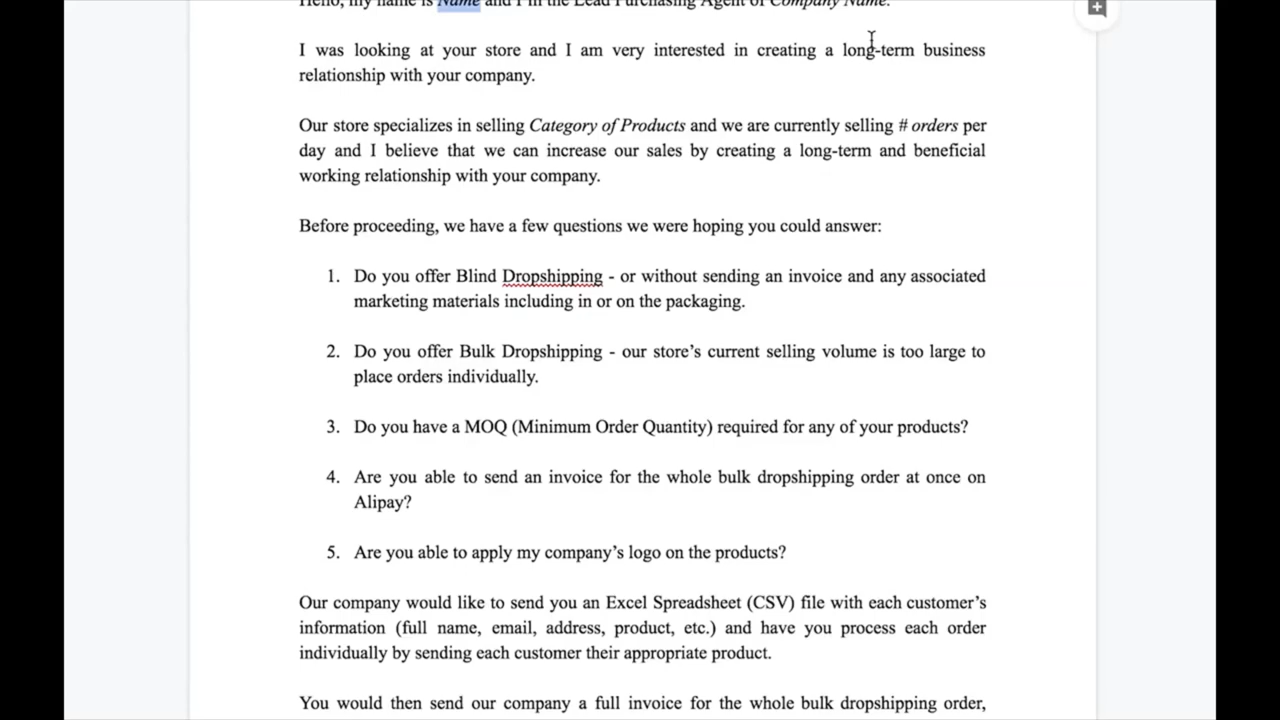 Hello, my name is Name and I'm the Lead Purchasing Agent of Company Name.
I was looking at your store and I am very interested in creating a long-term business
relationship with your company.
Our store specializes in selling Category of Products and we are currently selling # orders per
day and I believe that we can increase our sales by creating a long-term and beneficial
working relationship with your company.
Before proceeding, we have a few questions we were hoping you could answer:
1. Do you offer Blind Dropshipping - or without sending an invoice and any associated
marketing materials including in or on the packaging.
2. Do you offer Bulk Dropshipping - our store's current selling volume is too large to
place orders individually.
3. Do you have a MOQ (Minimum Order Quantity) required for any of your products?
4. Are you able to send an invoice for the whole bulk dropshipping order at once on
Alipay?
5. Are you able to apply my company's logo on the products?
Our company would like to send you an Excel Spreadsheet (CSV) file with each customer's
information (full name, email, address, product, etc.) and have you process each order
individually by sending each customer their appropriate product.
You would then send our company a full invoice for the whole bulk dropshipping order,